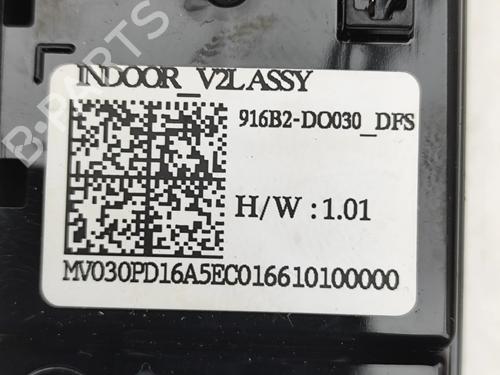 INDOOR_V2LASSY
916B2-DO030_DFS
H/W : 1.01
MV030PD16A5EC016610100000
B-PARTS